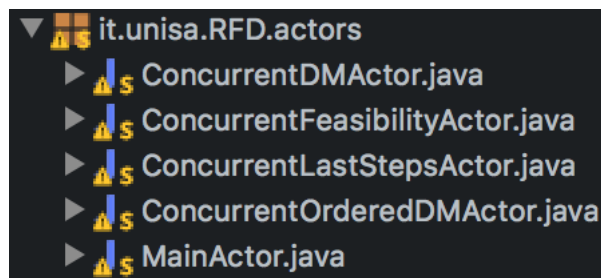 it.unisa.RFD.actors
ConcurrentDMActor.java
ConcurrentFeasibilityActor.java
ConcurrentLastStepsActor.java
ConcurrentOrderedDMActor.java
MainActor.java